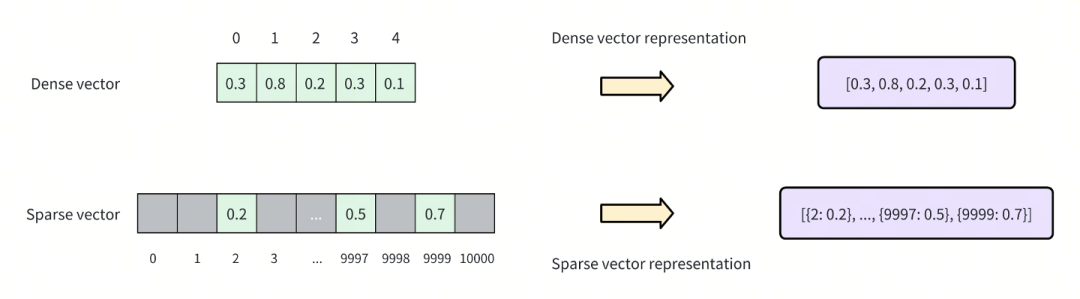 0 1 2 3 4
Dense vector representation
Dense vector
0.3 0.8 0.2 0.3 0.1
[0.3, 0.8, 0.2, 0.3, 0.1]
Sparse vector
0.2 ... 0.5 0.7
[{2: 0.2}, ..., {9997: 0.5}, {9999: 0.7}]
0 1 2 3 ... 9997 9998 9999 10000
Sparse vector representation